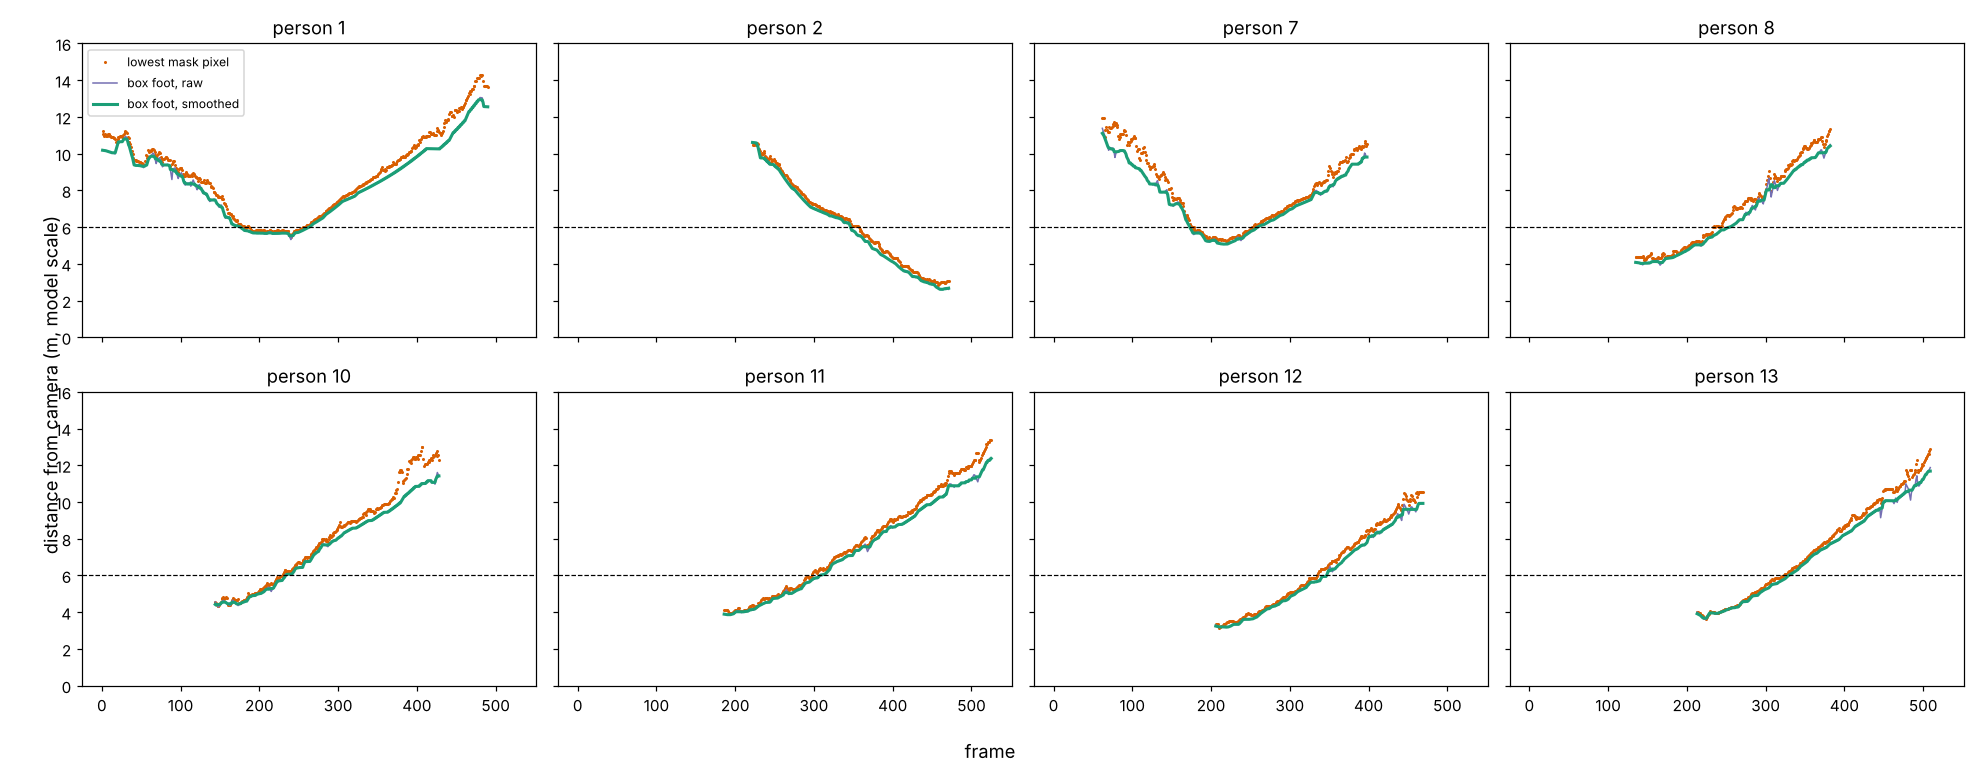 person 1
person 2
person 7
person 8
16
14
12
10
8
6
4
2
0
lowest mask pixel
box foot, raw
box foot, smoothed
distance from camera (m, model scale)
person 10
person 11
person 12
person 13
16
14
12
10
8
6
4
2
0
0 100 200 300 400 500
0 100 200 300 400 500
0 100 200 300 400 500
0 100 200 300 400 500
frame